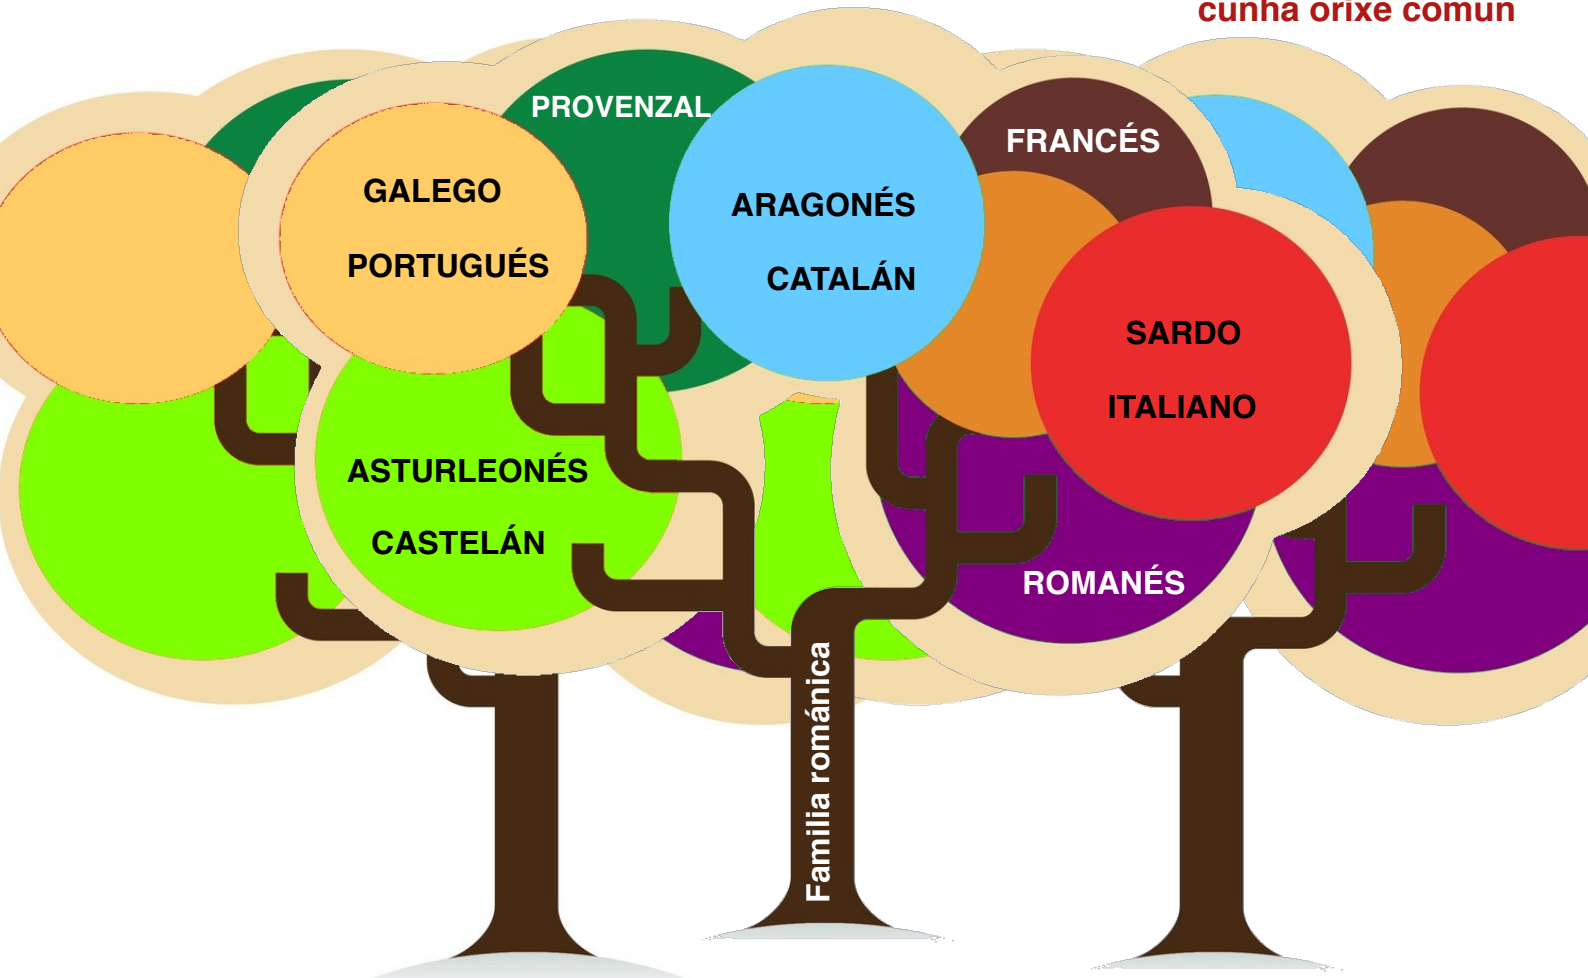 cunha orixe común
PROVENZAL
FRANCÉS
GALEGO
PORTUGUÉS
ARAGONÉS
CATALÁN
SARDO
ITALIANO
ASTURLEONÉS
CASTELÁN
ROMANÉS
Familia románica